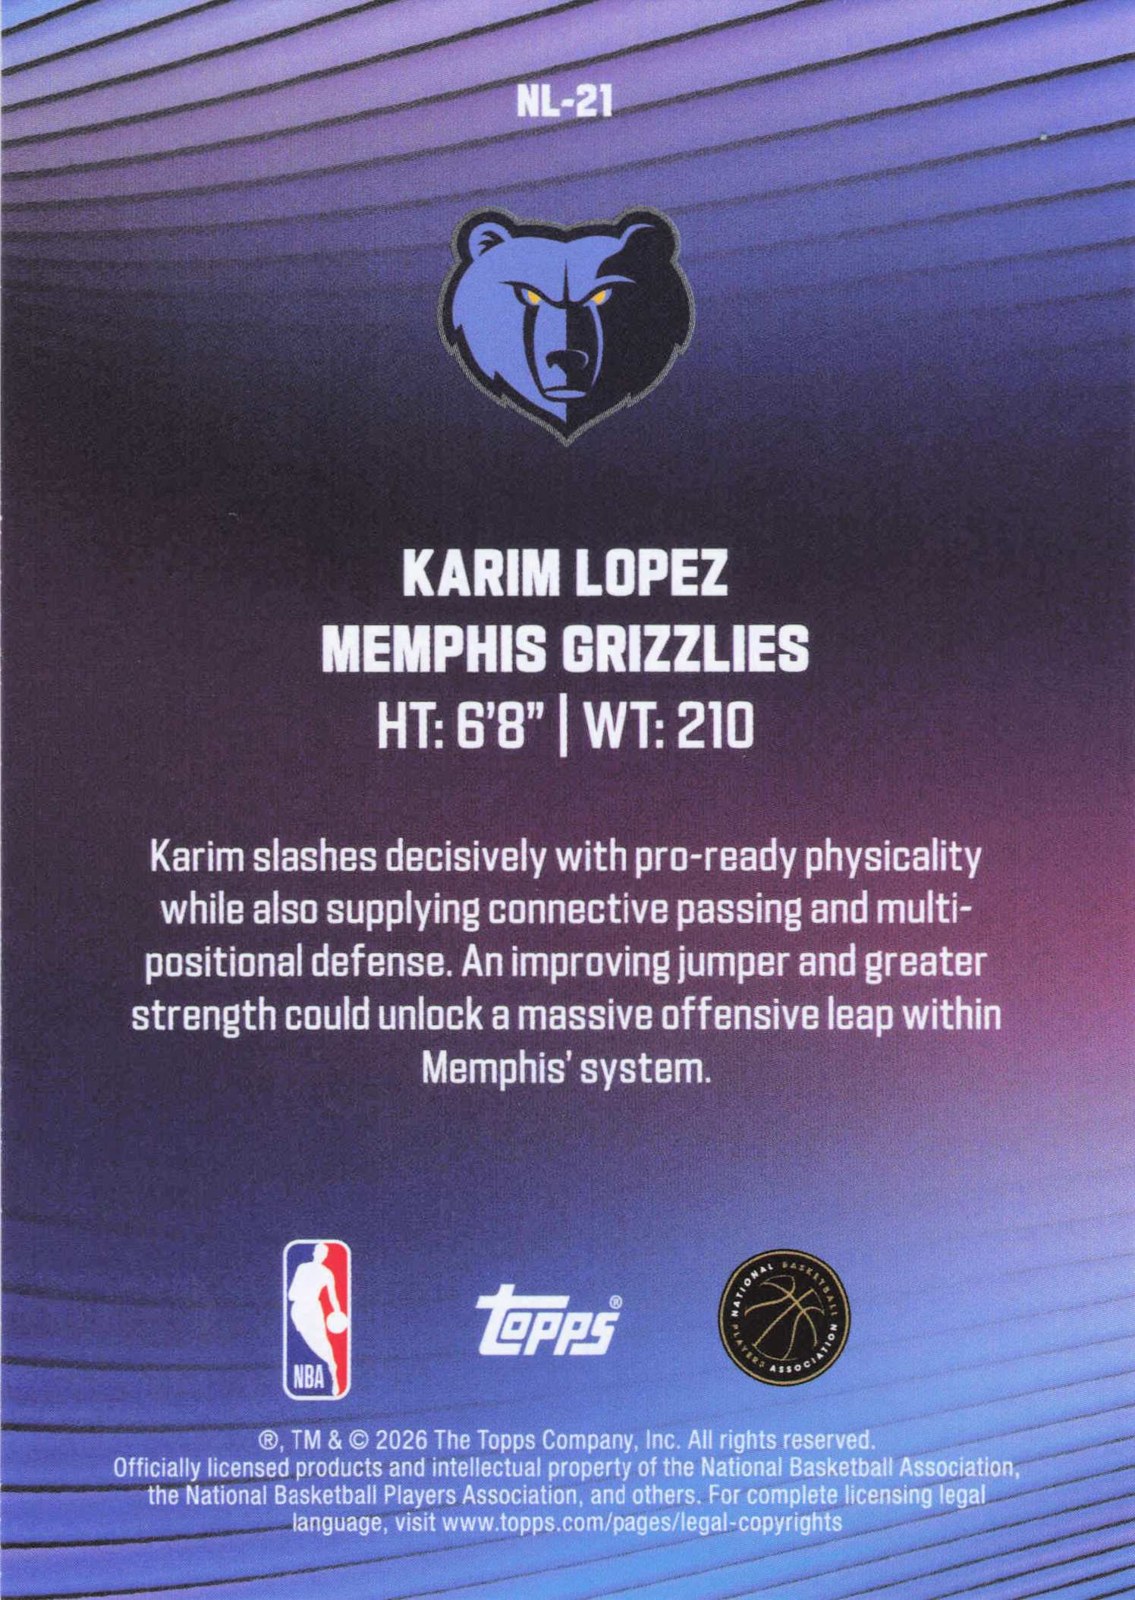 NL-21
KARIM LOPEZ
MEMPHIS GRIZZLIES
HT: 6'8" | WT: 210
Karim slashes decisively with pro-ready physicality
while also supplying connective passing and multi-
positional defense. An improving jumper and greater
strength could unlock a massive offensive leap within
Memphis' system.
NBA
Topps®
NATIONAL BASKETBALL
PLAYERS ASSOCIATION
®, TM & © 2026 The Topps Company, Inc. All rights reserved.
Officially licensed products and intellectual property of the National Basketball Association,
the National Basketball Players Association, and others. For complete licensing legal
language, visit www.topps.com/pages/legal-copyrights